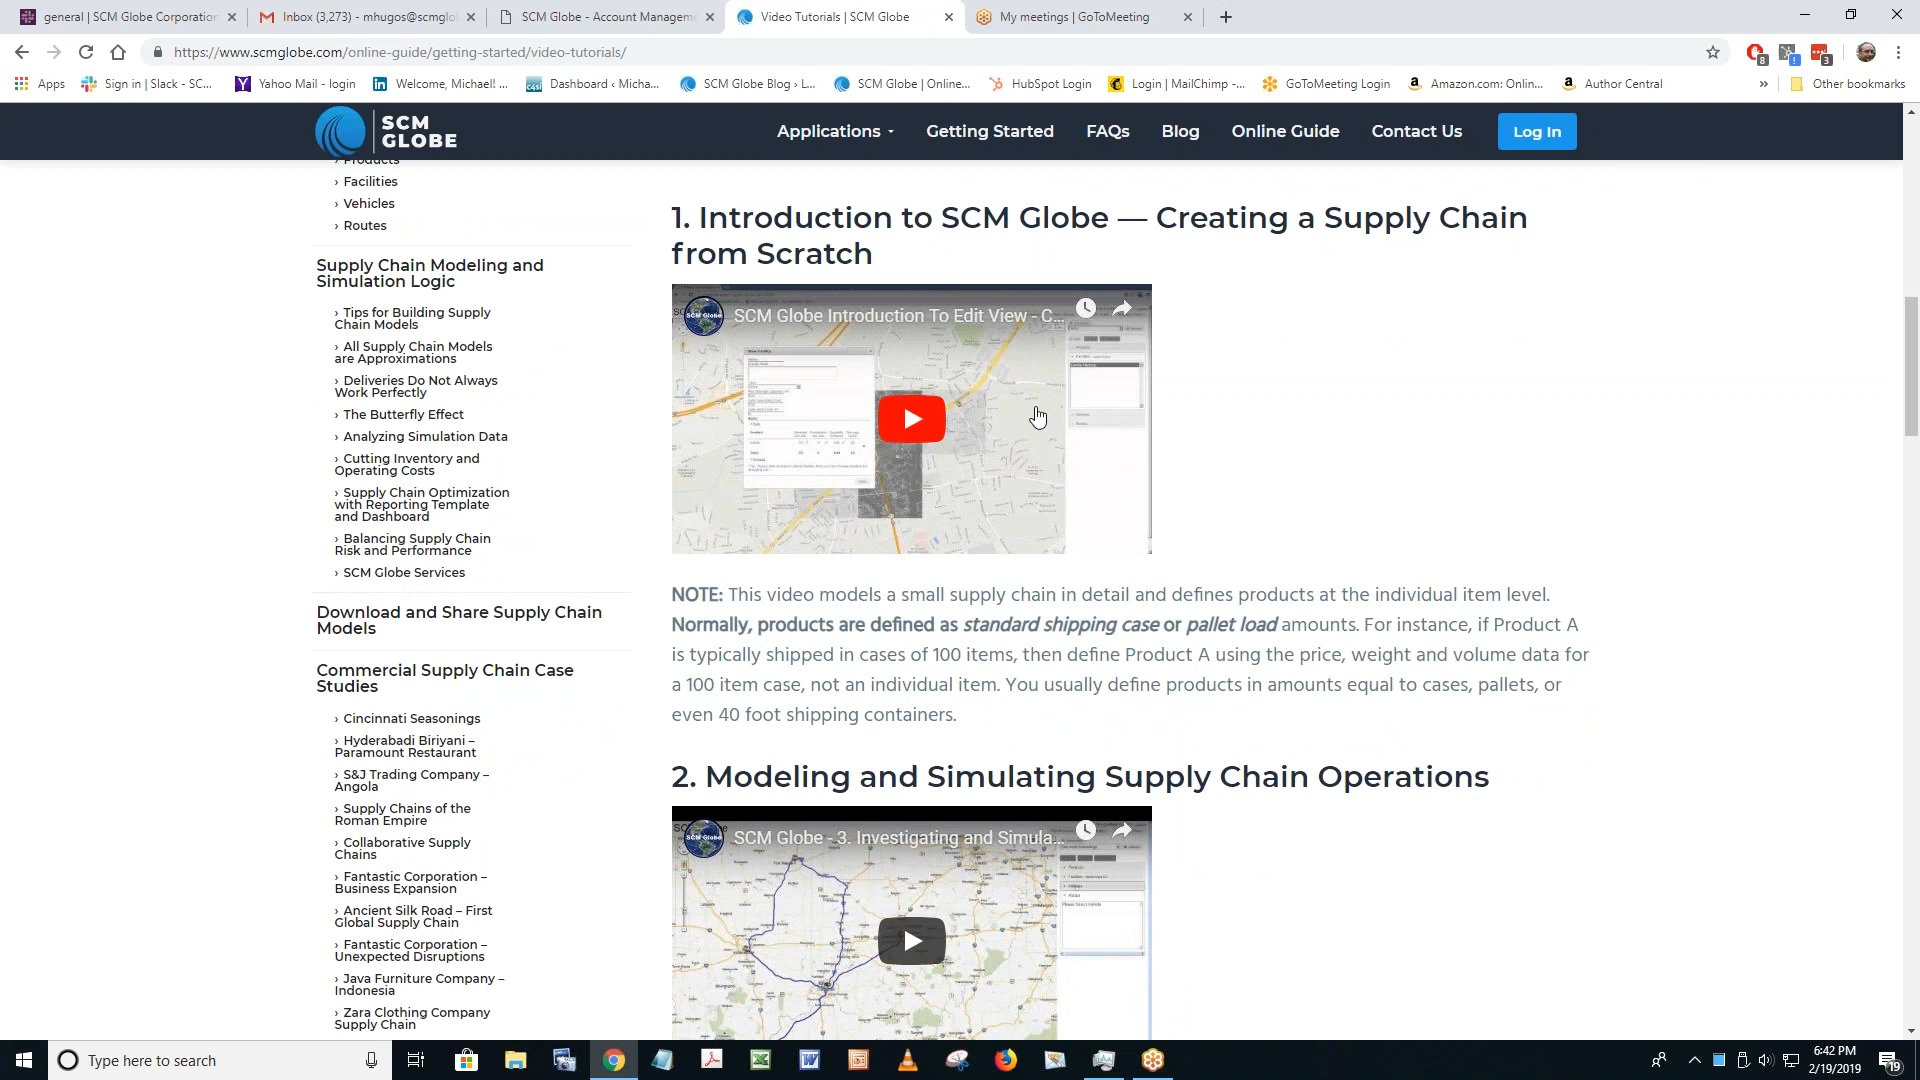 general | SCM Globe Corporation
Inbox (3,273) - mhugos@scmglo
SCM Globe - Account Manageme
Video Tutorials | SCM Globe
My meetings | GoToMeeting
https://www.scmglobe.com/online-guide/getting-started/video-tutorials/
8
!
3
Apps
Sign in | Slack - SC...
Yahoo Mail - login
Welcome, Michael! ...
Dashboard ‹ Micha...
SCM Globe Blog › L...
SCM Globe | Online...
HubSpot Login
Login | MailChimp -...
GoToMeeting Login
Amazon.com: Onlin...
Author Central
»
Other bookmarks
SCM
GLOBE
Applications
Getting Started
FAQs
Blog
Online Guide
Contact Us
Log In
› Products
› Facilities
› Vehicles
› Routes
Supply Chain Modeling and
Simulation Logic
› Tips for Building Supply
Chain Models
› All Supply Chain Models
are Approximations
› Deliveries Do Not Always
Work Perfectly
› The Butterfly Effect
› Analyzing Simulation Data
› Cutting Inventory and
Operating Costs
› Supply Chain Optimization
with Reporting Template
and Dashboard
› Balancing Supply Chain
Risk and Performance
› SCM Globe Services
Download and Share Supply Chain
Models
Commercial Supply Chain Case
Studies
› Cincinnati Seasonings
› Hyderabadi Biriyani –
Paramount Restaurant
› S&J Trading Company –
Angola
› Supply Chains of the
Roman Empire
› Collaborative Supply
Chains
› Fantastic Corporation –
Business Expansion
› Ancient Silk Road – First
Global Supply Chain
› Fantastic Corporation –
Unexpected Disruptions
› Java Furniture Company –
Indonesia
› Zara Clothing Company
Supply Chain
1. Introduction to SCM Globe — Creating a Supply Chain
from Scratch
SCM Globe
SCM Globe Introduction To Edit View - C...
NOTE: This video models a small supply chain in detail and defines products at the individual item level.
Normally, products are defined as standard shipping case or pallet load amounts. For instance, if Product A
is typically shipped in cases of 100 items, then define Product A using the price, weight and volume data for
a 100 item case, not an individual item. You usually define products in amounts equal to cases, pallets, or
even 40 foot shipping containers.
2. Modeling and Simulating Supply Chain Operations
SCM Globe
SCM Globe - 3. Investigating and Simula...
Type here to search
6:42 PM
2/19/2019
19